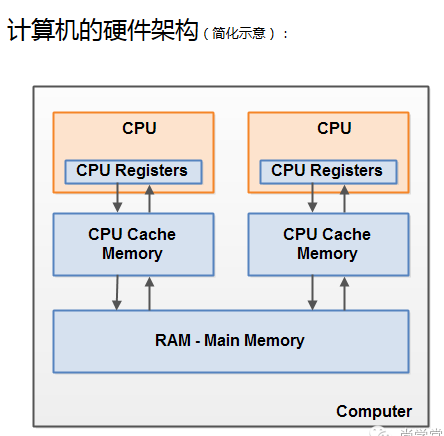 计算机的硬件架构（简化示意）：
CPU
CPU
CPU Registers
CPU Registers
CPU Cache
Memory
CPU Cache
Memory
RAM - Main Memory
Computer